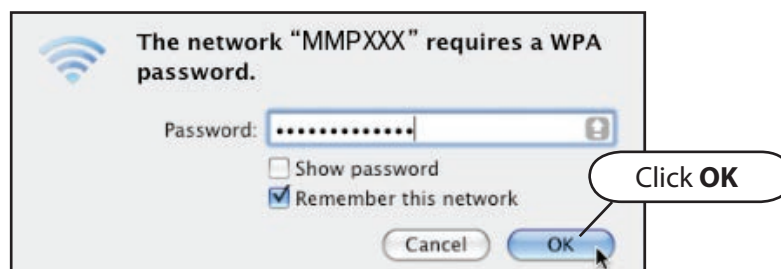 The network “MMPXXX” requires a WPA
password.
Password: •••••••••••••
Show password
Remember this network
Click OK
Cancel OK